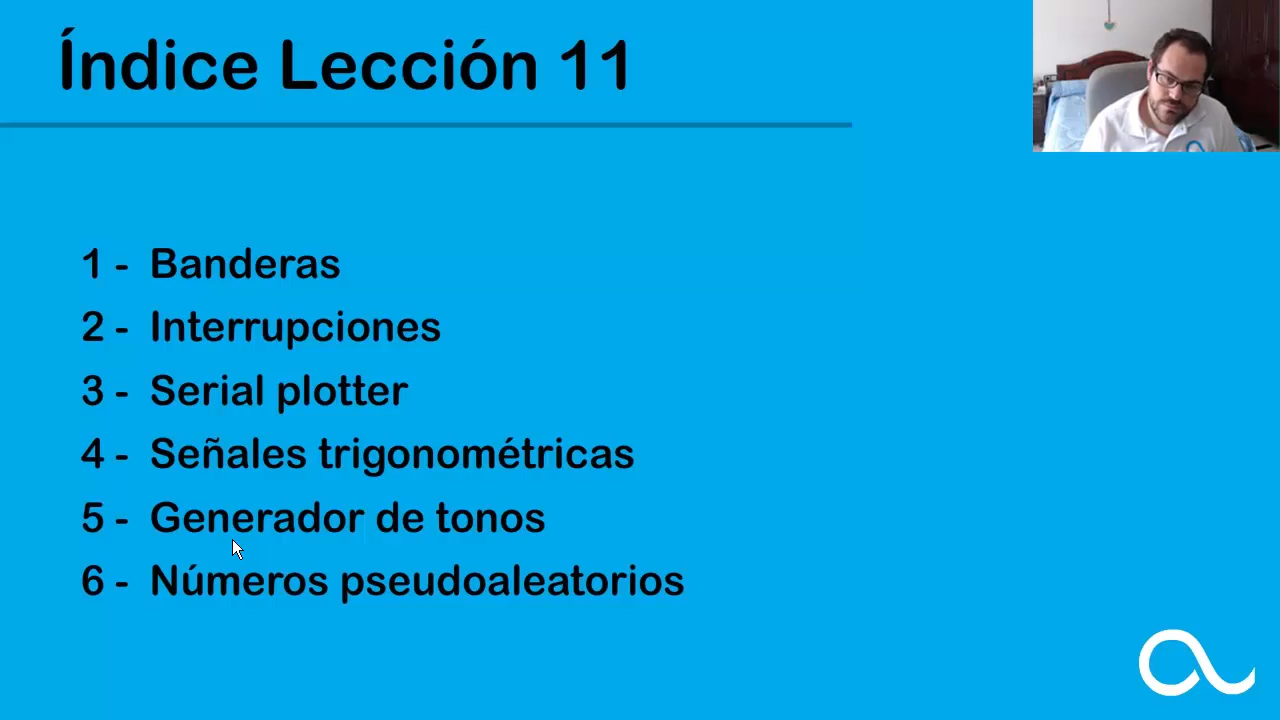 Índice Lección 11
1 - Banderas
2 - Interrupciones
3 - Serial plotter
4 - Señales trigonométricas
5 - Generador de tonos
6 - Números pseudoaleatorios